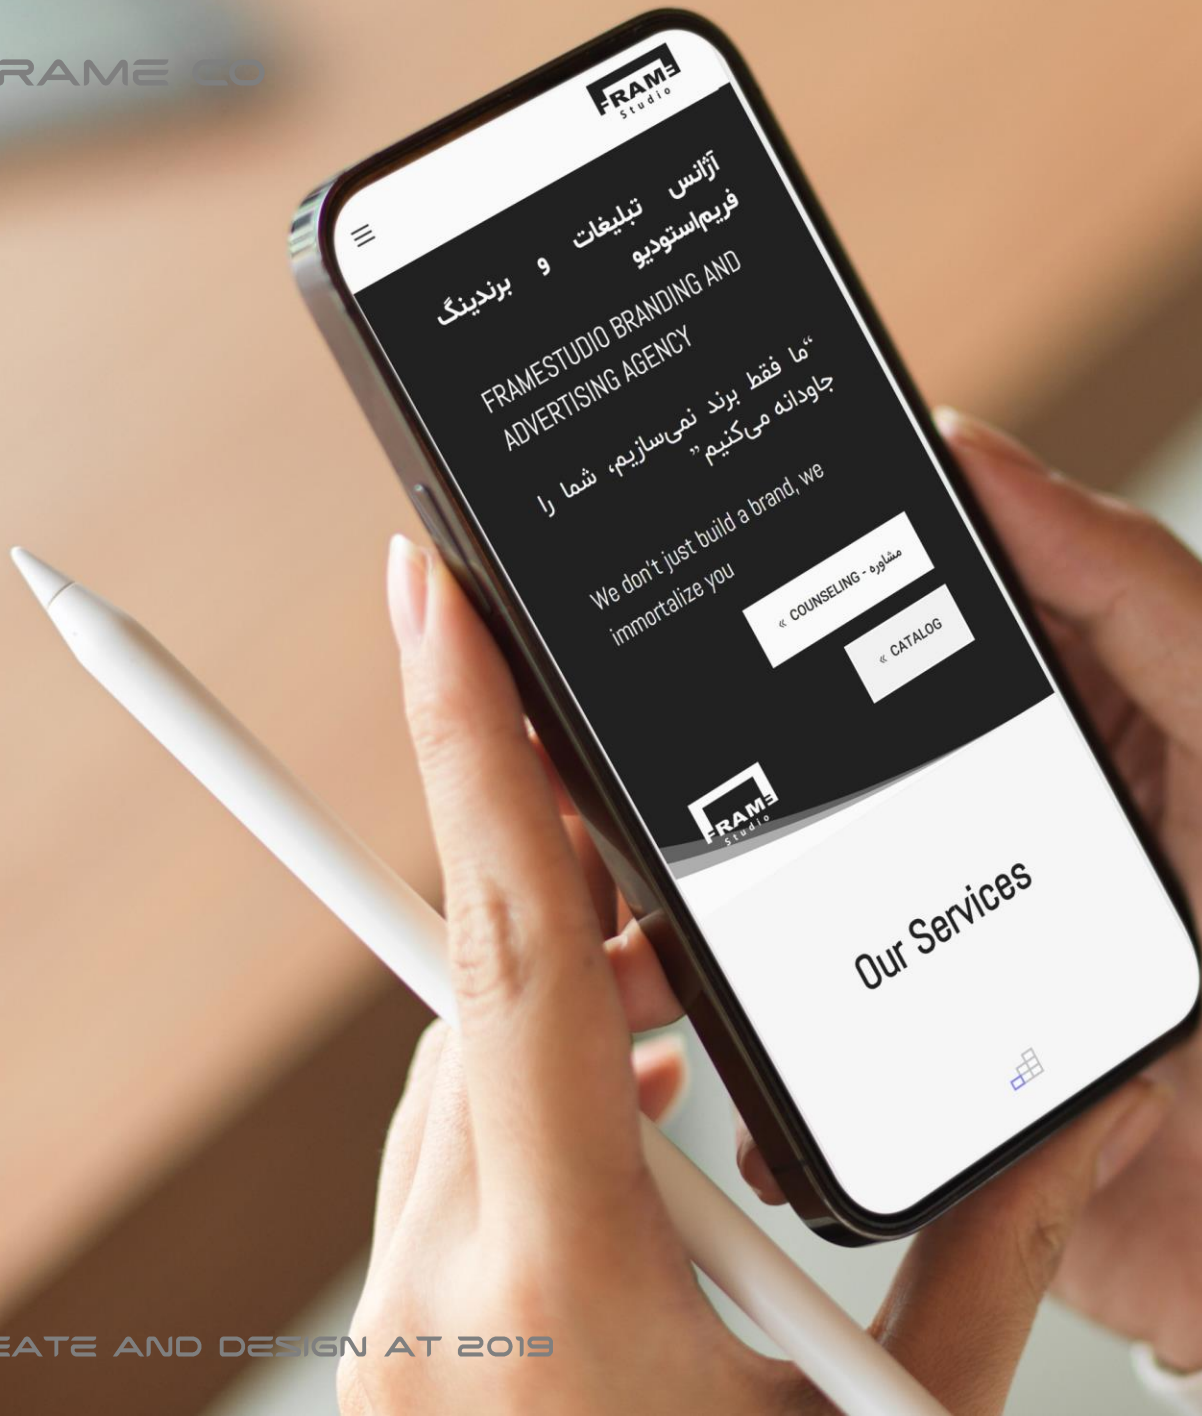 RAME CO
FRAME
Studio
آژانس تبلیغات و برندینگ
فریم‌استودیو
FRAMESTUDIO BRANDING AND
ADVERTISING AGENCY
“ما فقط برند نمی‌سازیم، شما را
جاودانه می‌کنیم”
We don't just build a brand, we
immortalize you
« COUNSELING - مشاوره
« CATALOG
FRAME
Studio
Our Services
EATE AND DESIGN AT 2019